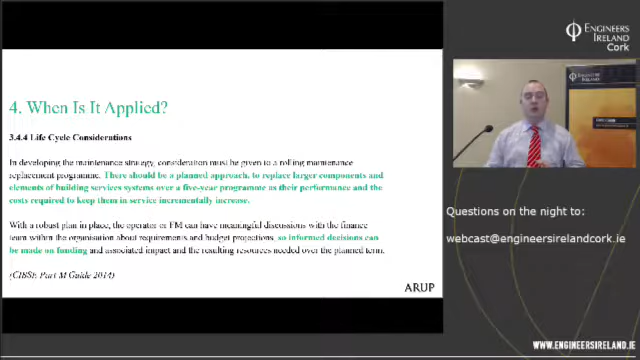 4. When Is It Applied?
3.4.4 Life Cycle Considerations
In developing the maintenance strategy, consideration must be given to a rolling maintenance
replacement programme. There should be a planned approach, to replace larger components and
elements of building services systems over a five-year programme as their performance and the
costs required to keep them in service incrementally increase.
With a robust plan in place, the operator or FM can have meaningful discussions with the finance
team within the organisation about requirements and budget projections, so informed decisions can
be made on funding and associated impact and the resulting resources needed over the planned term.
(CIBSE, Part M Guide 2014)
ARUP
ENGINEERS
IRELAND
Cork
ENGINEERS
IRELAND
Questions on the night to:
webcast@engineersirelandcork.ie
WWW.ENGINEERSIRELAND.IE